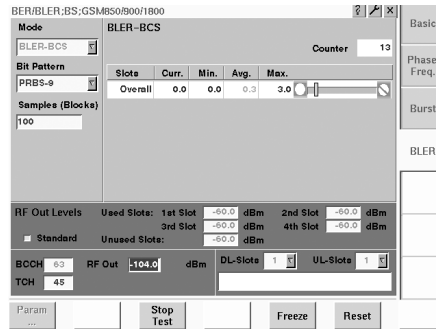 BER/BLER;BS;GSM850/900/1800
Mode
BLER-BCS
BLER-BCS
Counter 13
Bit Pattern
PRBS-9
Samples (Blocks)
100
Slots Curr. Min. Avg. Max.
Overall 0.0 0.0 0.3 3.0
RF Out Levels
Standard
Used Slots: 1st Slot -60.0 dBm 2nd Slot -60.0 dBm
3rd Slot -60.0 dBm 4th Slot -60.0 dBm
Unused Slots: -60.0 dBm
BCCH 63 RF Out -104.0 dBm DL-Slots 1 UL-Slots 1
TCH 45
Param
...
Stop
Test
Freeze
Reset
Basic
Phase
Freq.
Burst
BLER